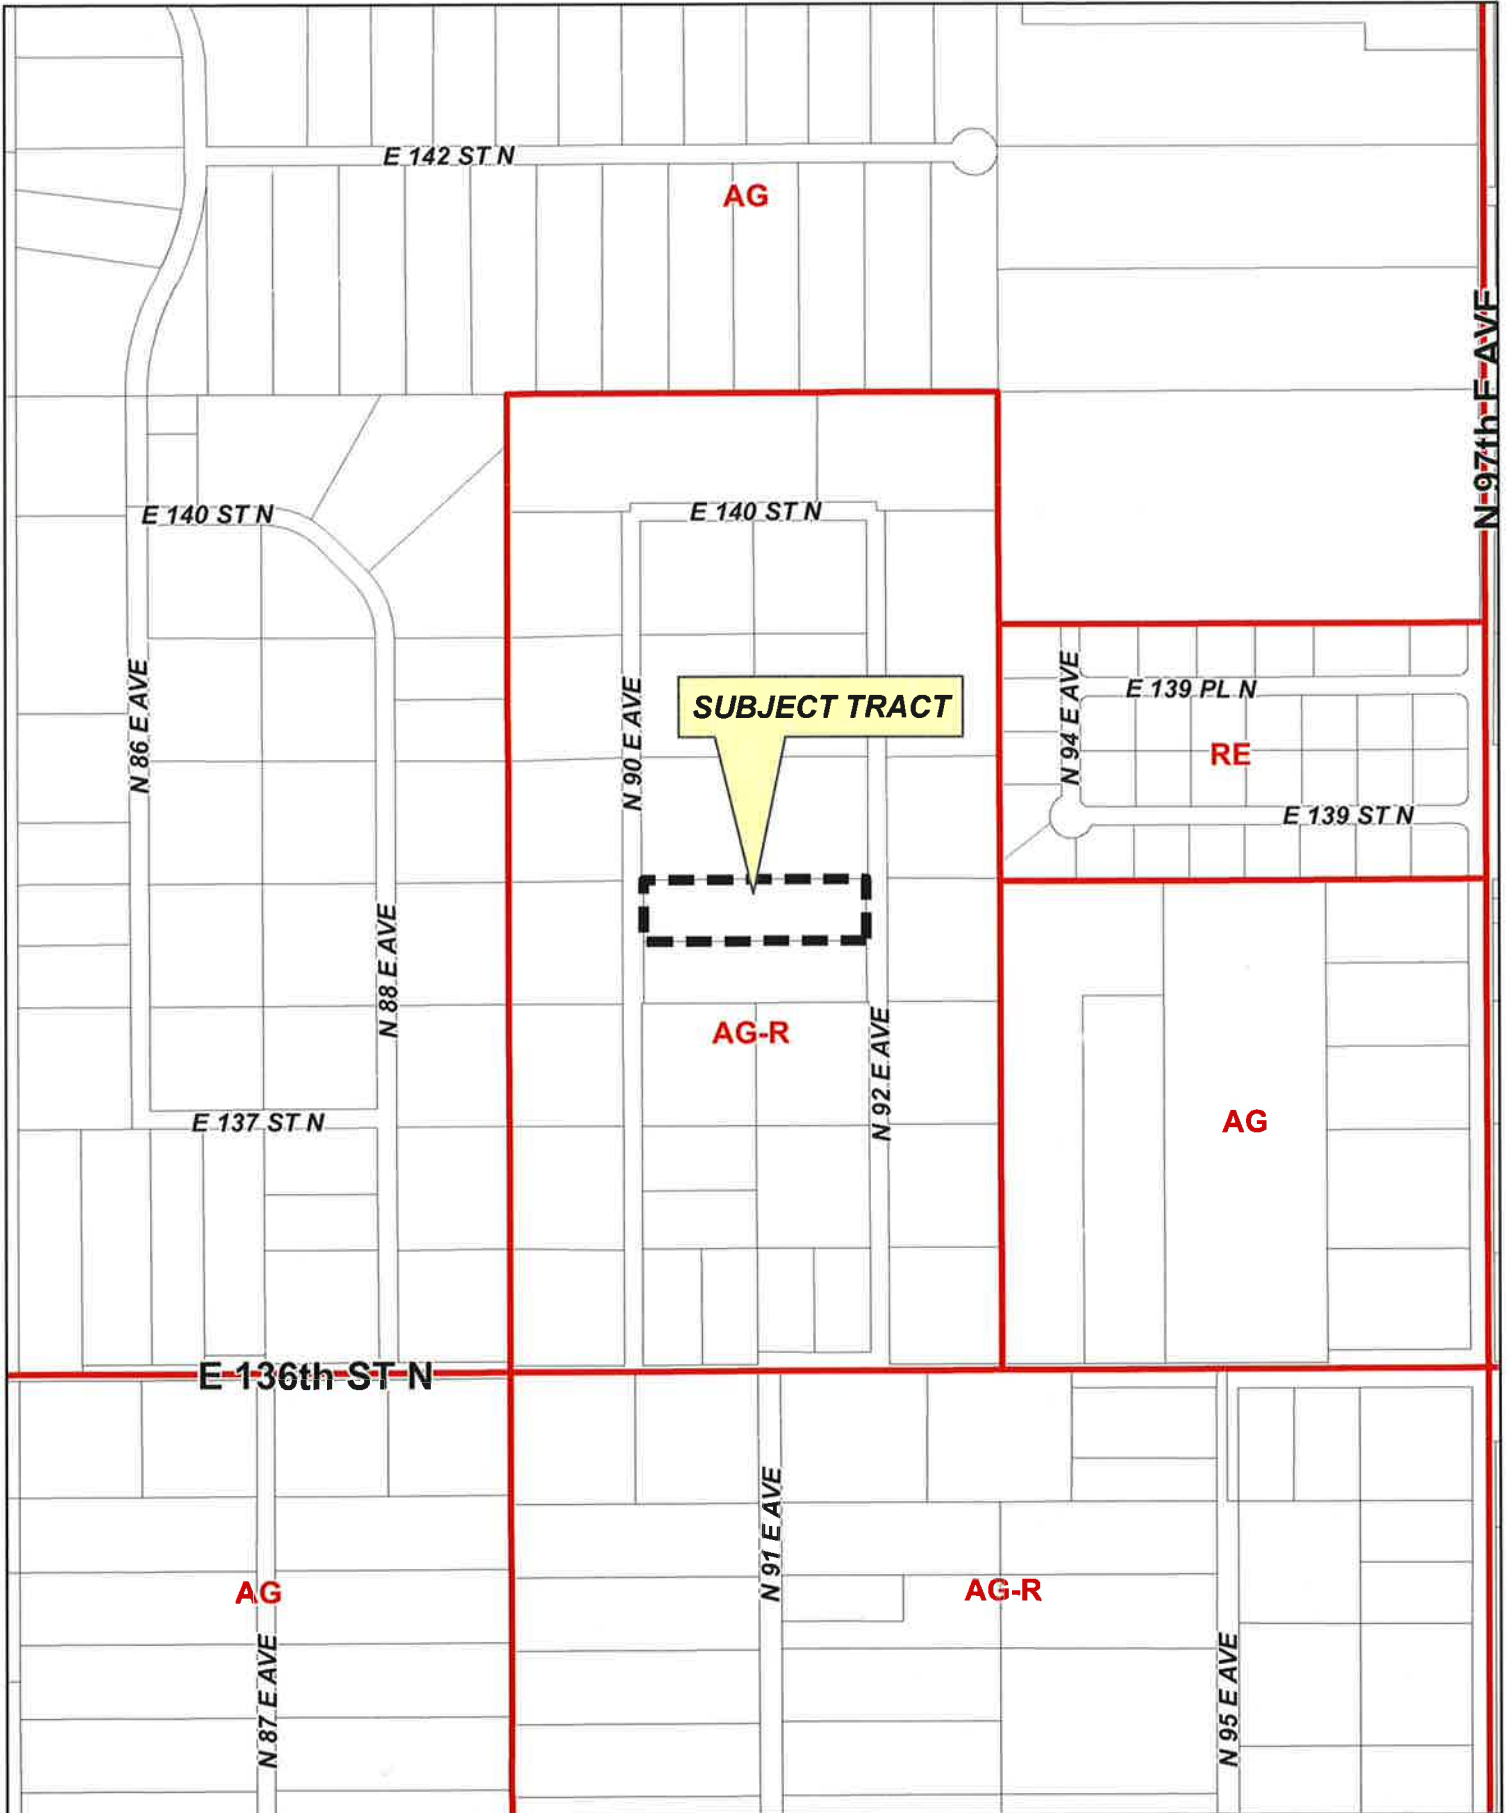 E 142 ST N
AG
N 97th E AVE
E 140 ST N
E 140 ST N
N 86 E AVE
N 90 E AVE
SUBJECT TRACT
N 94 E AVE
E 139 PL N
RE
E 139 ST N
N 88 E AVE
AG-R
N 92 E AVE
E 137 ST N
AG
E 136th ST N
N 91 E AVE
AG
AG-R
N 87 E AVE
N 95 E AVE